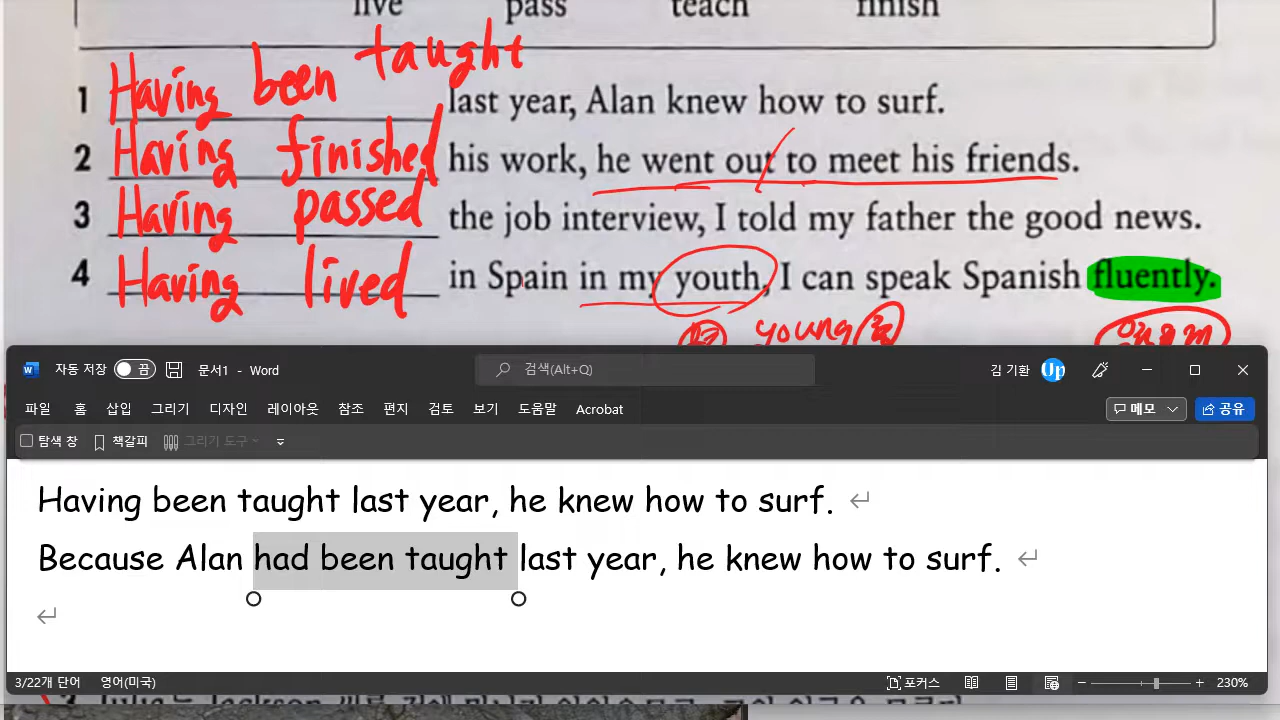 live pass teach finish
1 Having been taught last year, Alan knew how to surf.
2 Having finished his work, he went out to meet his friends.
3 Having passed the job interview, I told my father the good news.
4 Having lived in Spain in my youth, I can speak Spanish fluently.
young
자동 저장 끔 문서1 - Word 검색(Alt+Q) 김 기환 Up
파일 홈 삽입 그리기 디자인 레이아웃 참조 편지 검토 보기 도움말 Acrobat 메모 공유
탐색 창 책갈피 그리기 도구
Having been taught last year, he knew how to surf.
Because Alan had been taught last year, he knew how to surf.
3/22개 단어 영어(미국) 포커스 230%